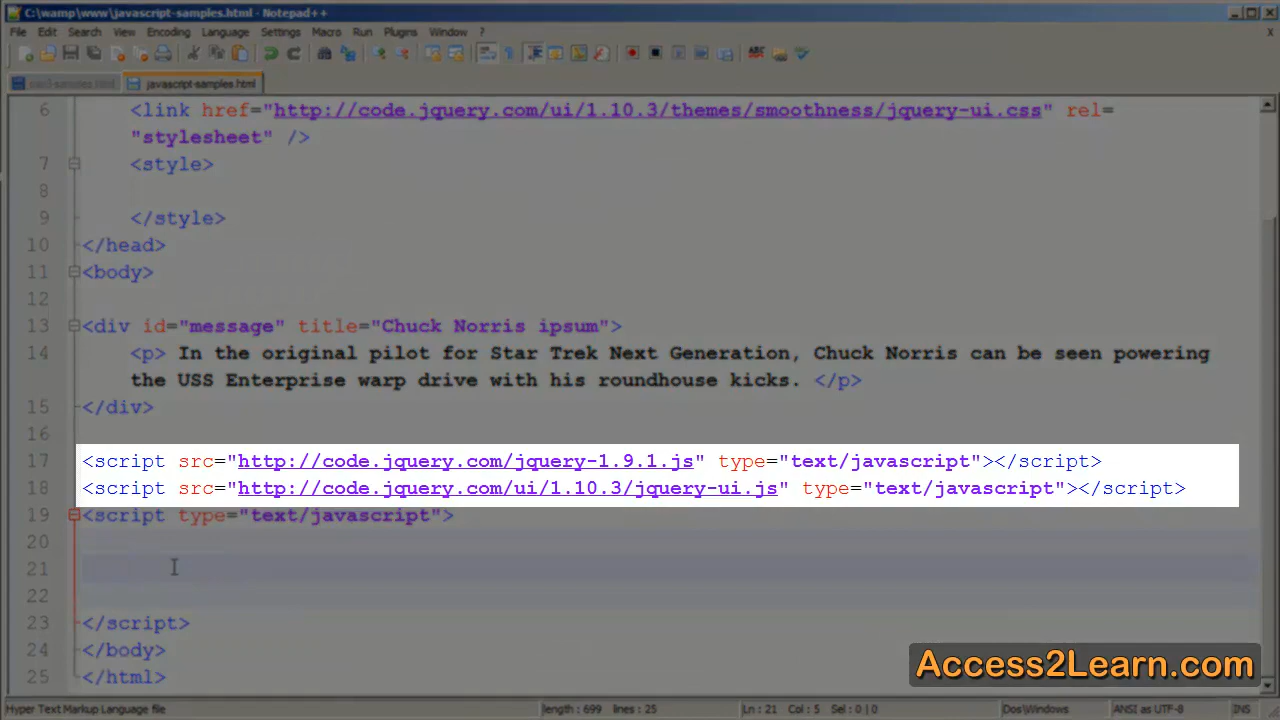 C:\wamp\www\javascript-samples.html - Notepad++
File Edit Search View Encoding Language Settings Macro Run Plugins Window ? X
javascript-samples.html
6 <link href="http://code.jquery.com/ui/1.10.3/themes/smoothness/jquery-ui.css" rel=
"stylesheet" />
7 <style>
8
9 </style>
10 </head>
11 <body>
12
13 <div id="message" title="Chuck Norris ipsum">
14 <p> In the original pilot for Star Trek Next Generation, Chuck Norris can be seen powering
the USS Enterprise warp drive with his roundhouse kicks. </p>
15 </div>
16
17 <script src="http://code.jquery.com/jquery-1.9.1.js" type="text/javascript"></script>
18 <script src="http://code.jquery.com/ui/1.10.3/jquery-ui.js" type="text/javascript"></script>
19 <script type="text/javascript">
20
21
22
23 </script>
24 </body>
25 </html>
Access2Learn.com
Hyper Text Markup Language file length : 699 lines : 25 Ln : 21 Col : 5 Sel : 0 | 0 Dos\Windows ANSI as UTF-8 INS